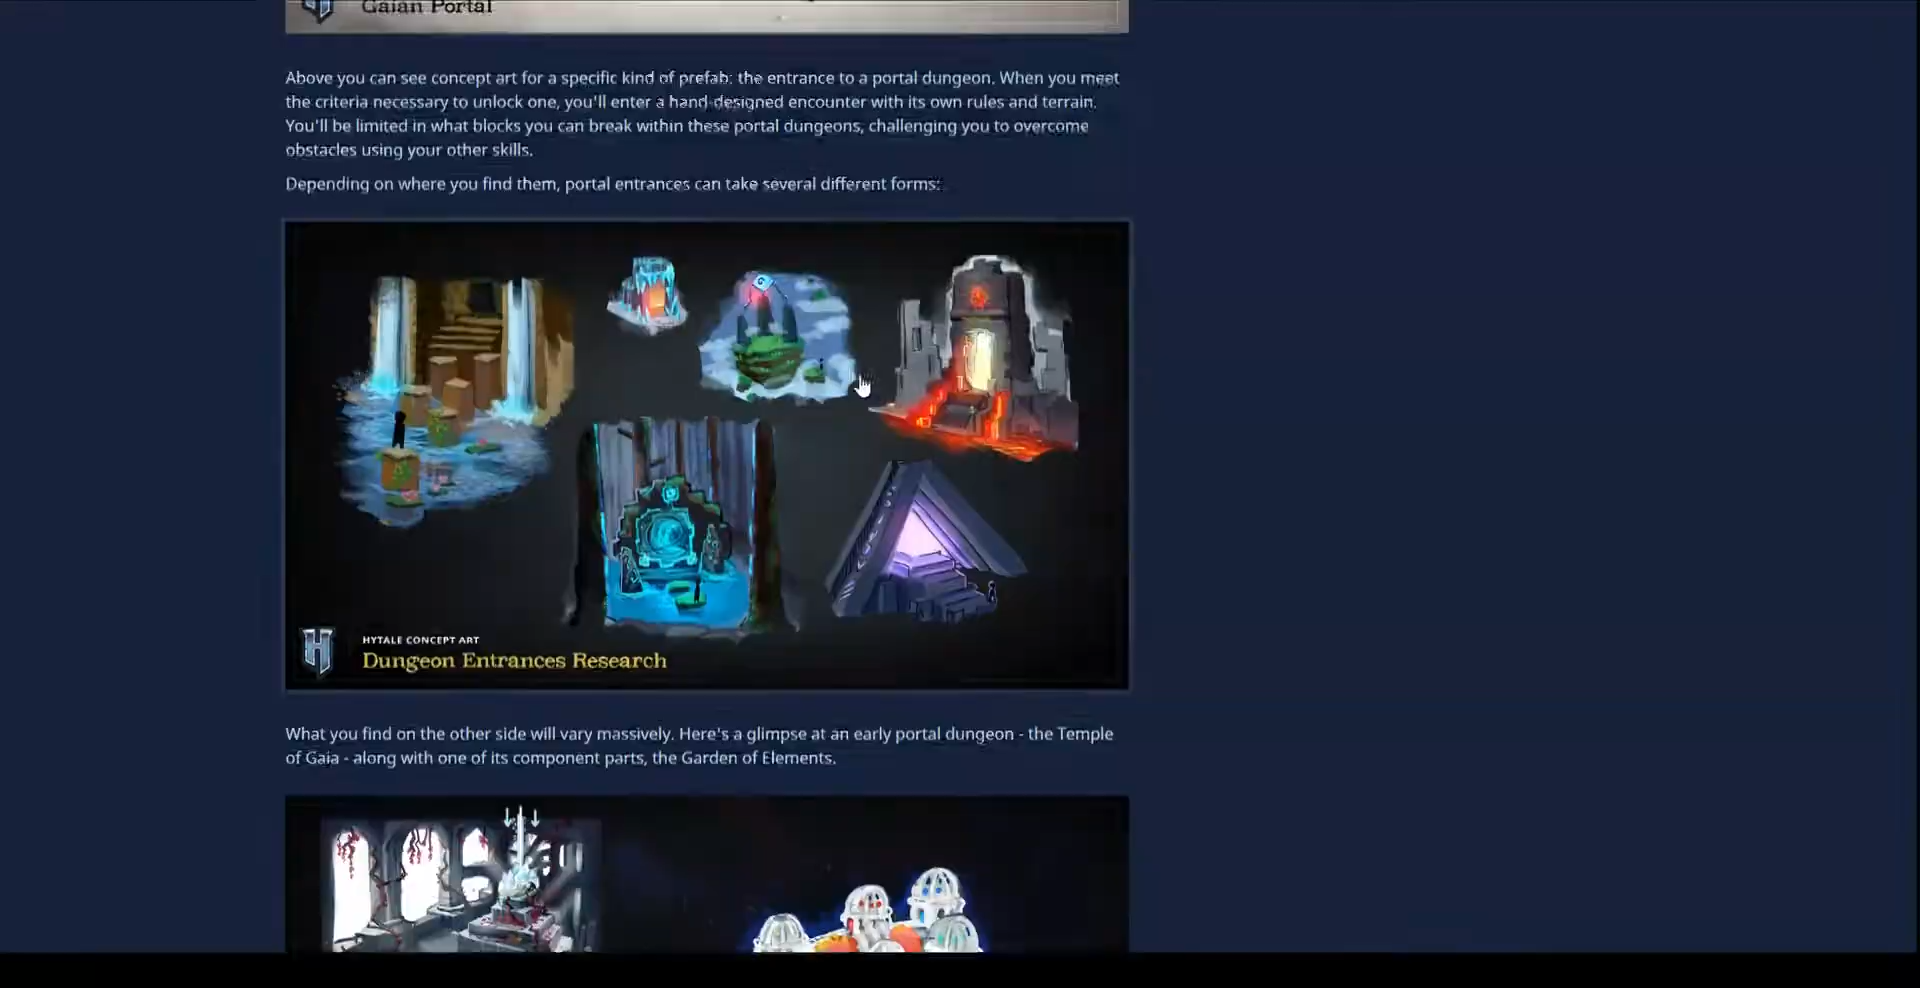 Gaian Portal
Above you can see concept art for a specific kind of prefab: the entrance to a portal dungeon. When you meet
the criteria necessary to unlock one, you'll enter a hand-designed encounter with its own rules and terrain.
You'll be limited in what blocks you can break within these portal dungeons, challenging you to overcome
obstacles using your other skills.
Depending on where you find them, portal entrances can take several different forms:
HYTALE CONCEPT ART
Dungeon Entrances Research
What you find on the other side will vary massively. Here's a glimpse at an early portal dungeon - the Temple
of Gaia - along with one of its component parts, the Garden of Elements.